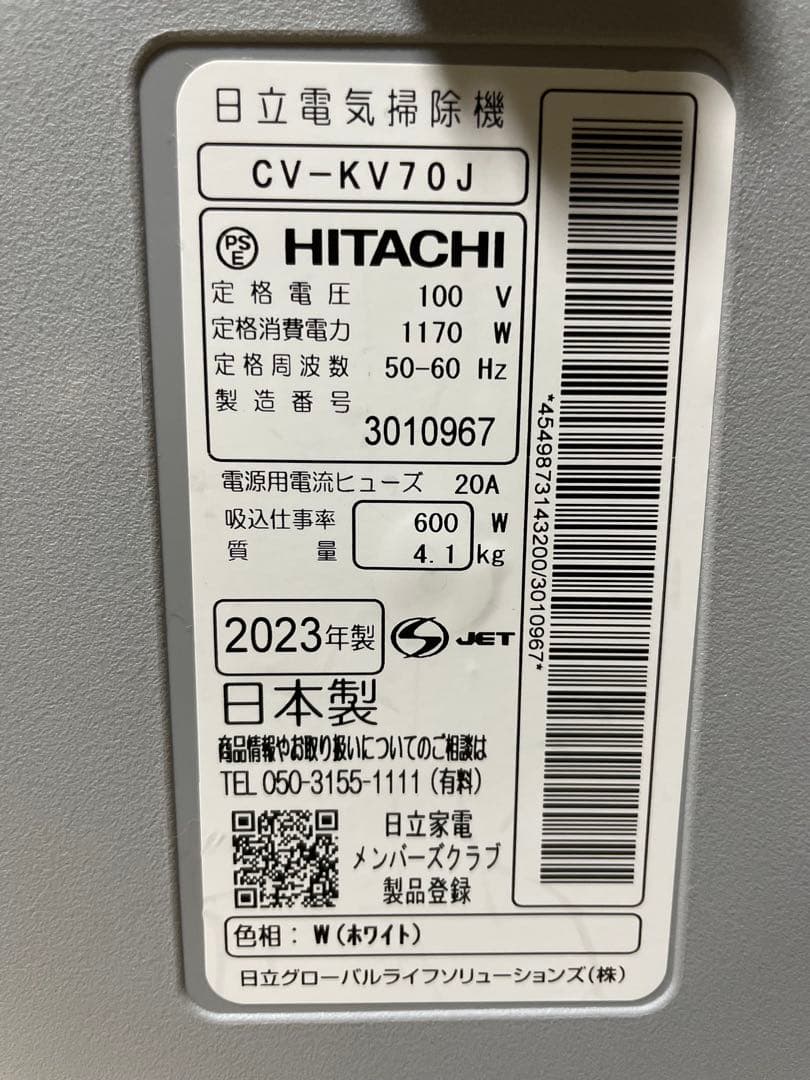 日立電気掃除機
CV-KV70J
PS E HITACHI
定格電圧 100 V
定格消費電力 1170 W
定格周波数 50-60 Hz
製造番号
3010967
電源用電流ヒューズ 20A
吸込仕事率 600 W
質量 4.1 kg
2023年製 S JET
日本製
商品情報やお取り扱いについてのご相談は
TEL 050-3155-1111 (有料)
日立家電
メンバーズクラブ
製品登録
色相: W(ホワイト)
日立グローバルライフソリューションズ(株)
*4549873143200/3010967*